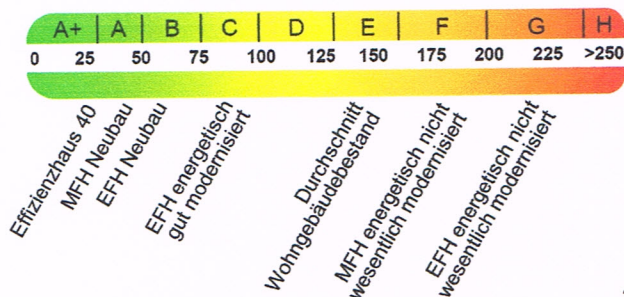 A+ A B C D E F G H
0 25 50 75 100 125 150 175 200 225 >250
Effizienzhaus 40
MFH Neubau
EFH Neubau
EFH energetisch
gut modernisiert
Durchschnitt
Wohngebäudebestand
MFH energetisch nicht
wesentlich modernisiert
EFH energetisch nicht
wesentlich modernisiert